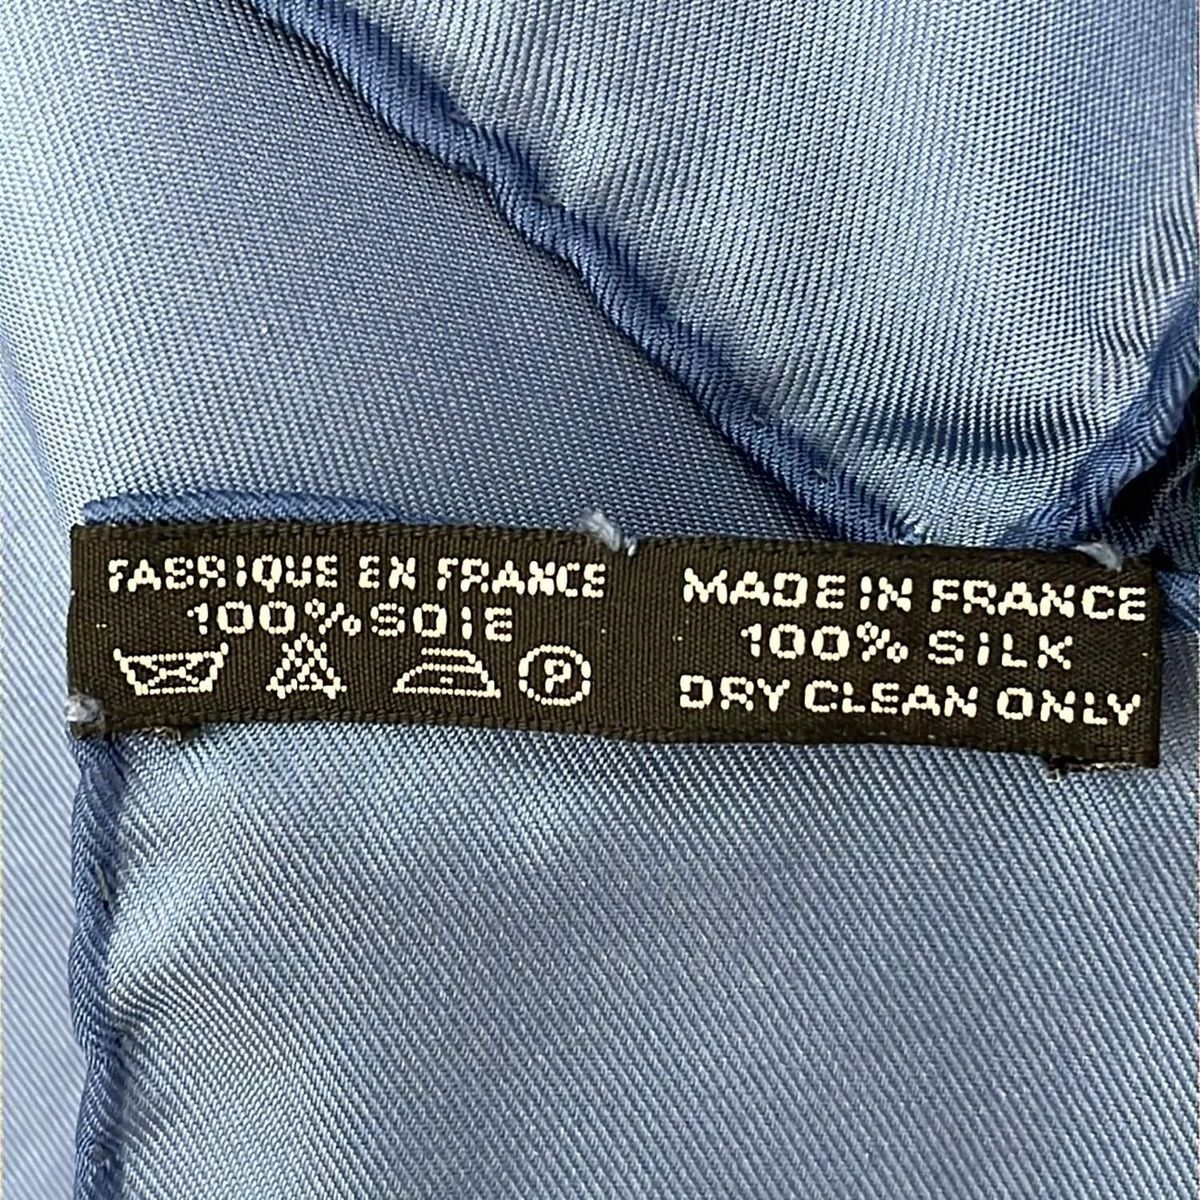 FABRIQUE EN FRANCE
100% SOIE
P
MADE IN FRANCE
100% SILK
DRY CLEAN ONLY